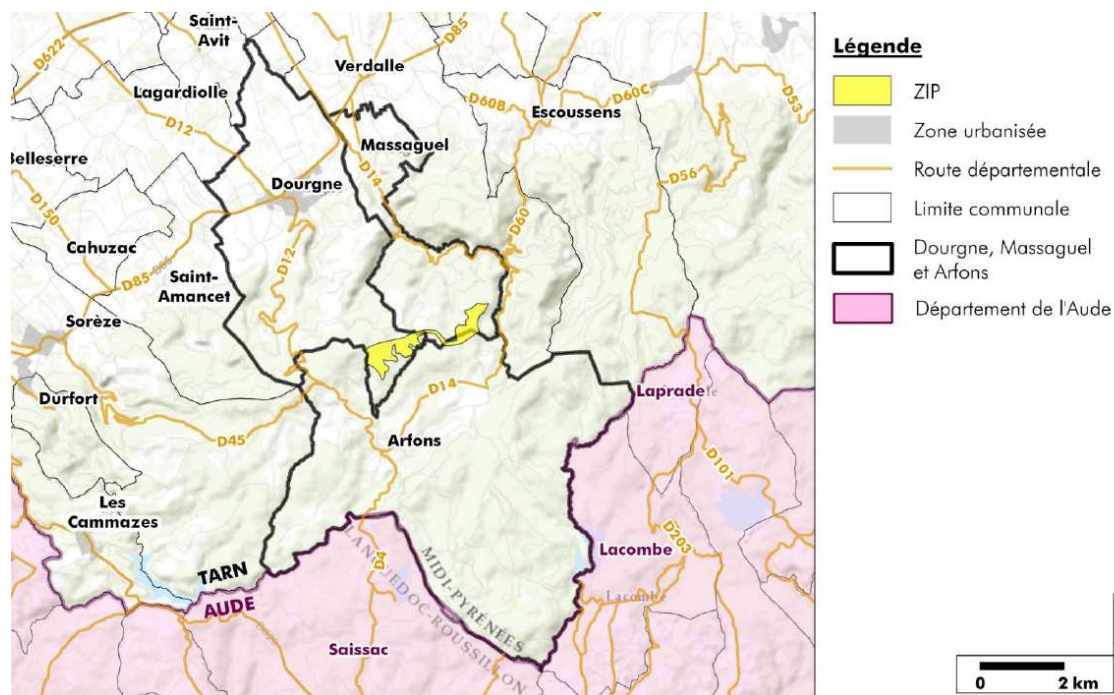 Saint-
Avit
D622
D85
Verdalle
Lagardiolle
D60B
D60C
Escoussens
D53
D12
Massaguel
Belleserre
D14
Dourgne
D56
D150
D60
Cahuzac
D12
D85
Saint-
Amancet
Sorèze
Laprade
Durfort
D14
D45
Arfons
D101
Les
Cammazes
D203
Lacombe
D4
TARN
AUDE
MIDI-PYRÉNÉES
LANGUEDOC-ROUSSILLON
Lacombe
Saissac
Légende
ZIP
Zone urbanisée
Route départementale
Limite communale
Dourgne, Massaguel
et Arfons
Département de l'Aude
0 2 km